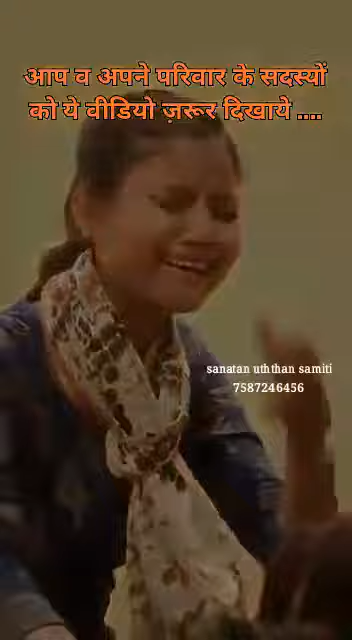 आप व अपने परिवार के सदस्यों
को ये वीडियो ज़रूर दिखाये ....
sanatan uththan samiti
7587246456